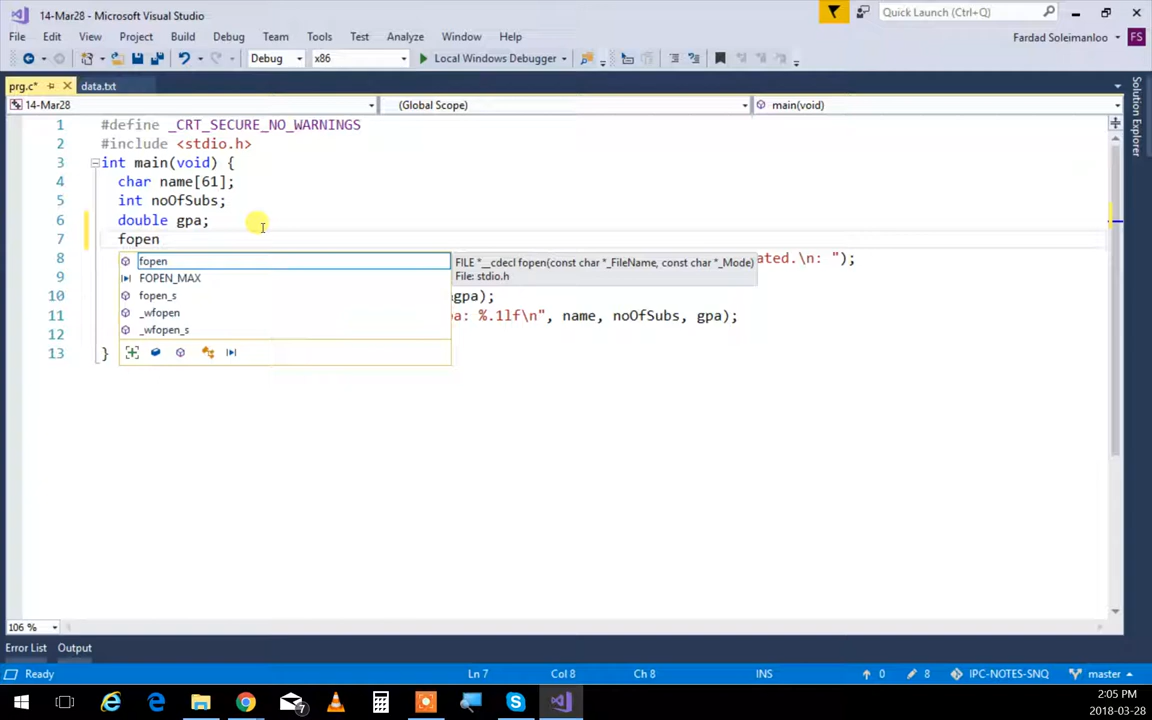 14-Mar28 - Microsoft Visual Studio
Quick Launch (Ctrl+Q)
File Edit View Project Build Debug Team Tools Test Analyze Window Help
Fardad Soleimanloo FS
Debug x86 Local Windows Debugger
prg.c* data.txt
14-Mar28 (Global Scope) main(void)
1 #define _CRT_SECURE_NO_WARNINGS
2 #include <stdio.h>
3 int main(void) {
4 char name[61];
5 int noOfSubs;
6 double gpa;
7 fopen
8 ated.\n: ");
9
10 gpa);
11 pa: %.1lf\n", name, noOfSubs, gpa);
12
13 }
fopen
FOPEN_MAX
fopen_s
_wfopen
_wfopen_s
FILE *__cdecl fopen(const char *_FileName, const char *_Mode)
File: stdio.h
Solution Explorer
106 %
Error List Output
Ready Ln 7 Col 8 Ch 8 INS 0 8 IPC-NOTES-SNQ master
7
2:05 PM
2018-03-28